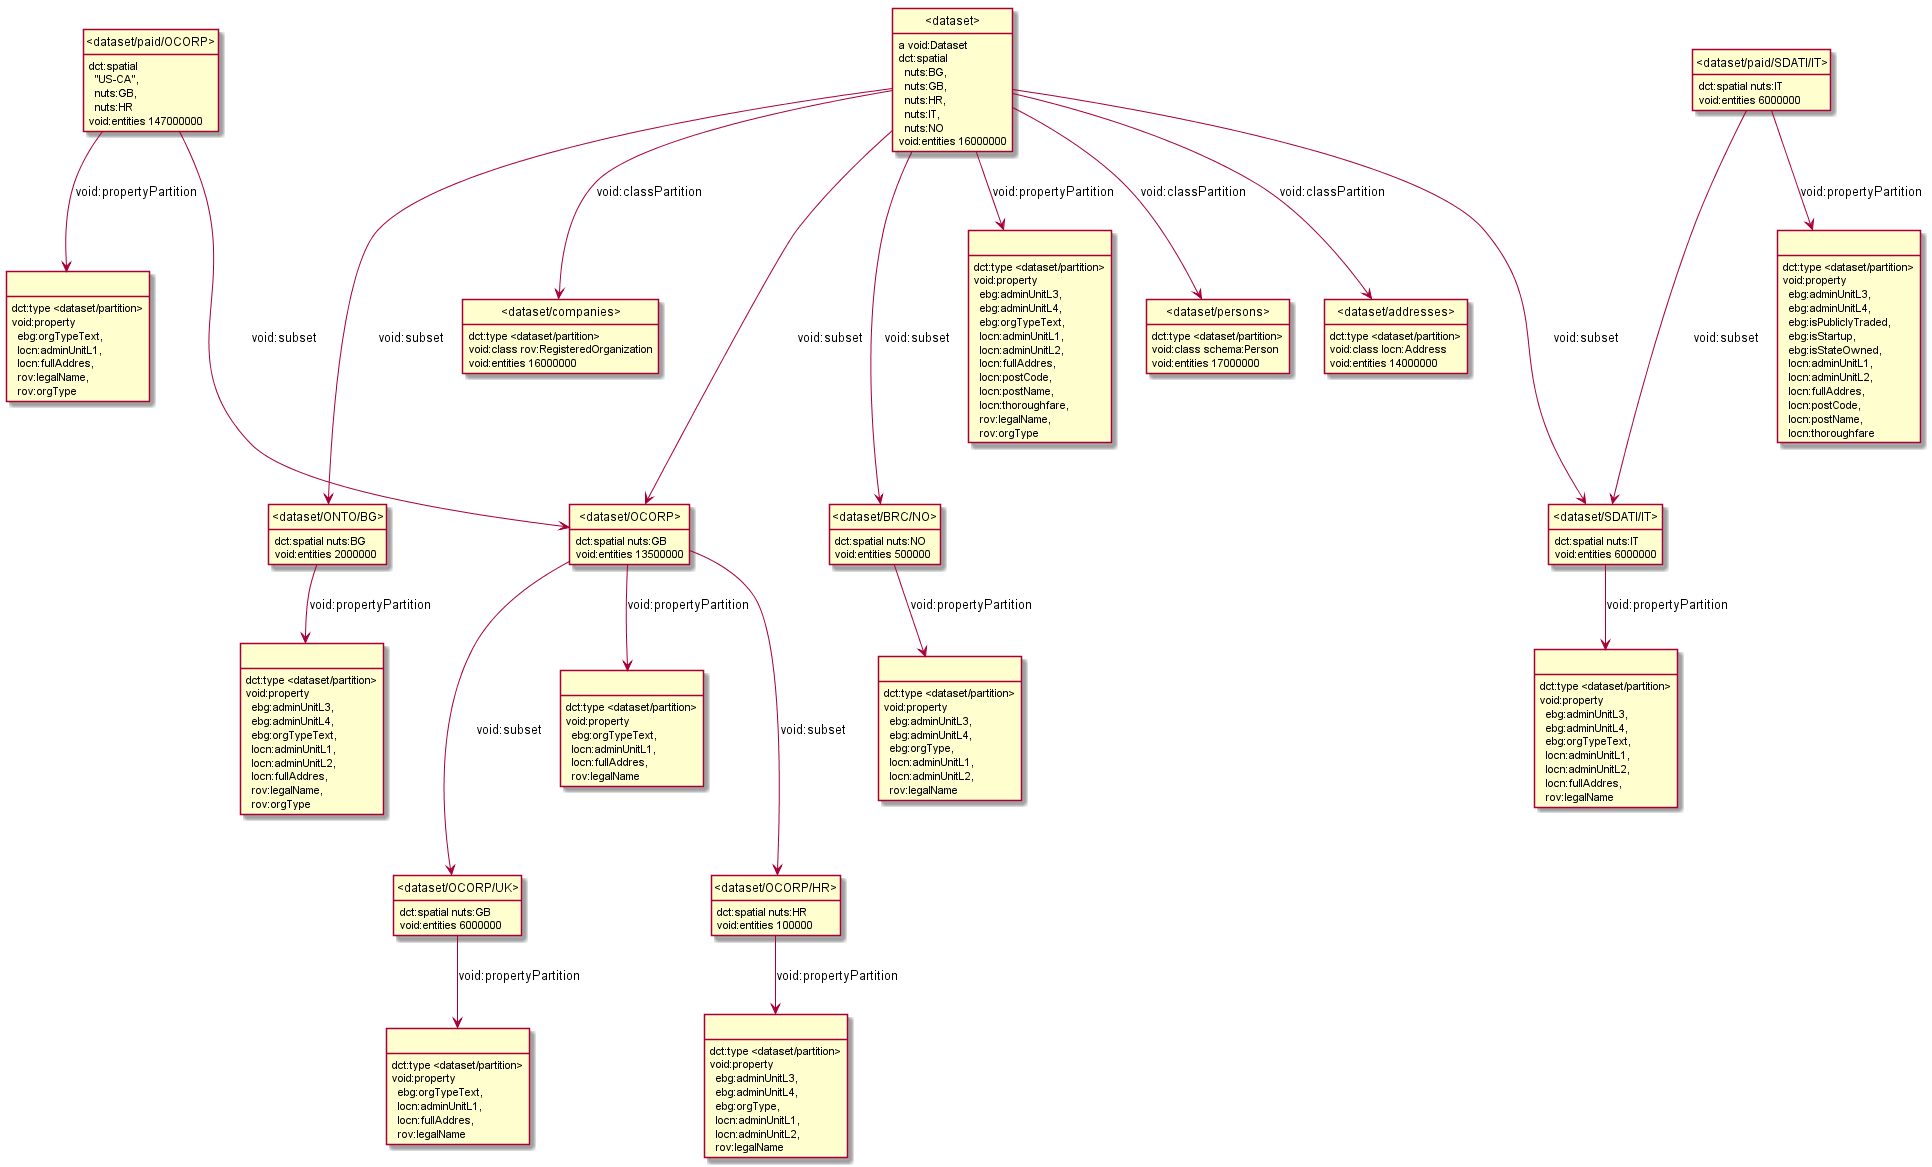 <dataset/paid/OCORP>
dct:spatial
"US-CA",
nuts:GB,
nuts:HR
void:entities 147000000
<dataset>
a void:Dataset
dct:spatial
nuts:BG,
nuts:GB,
nuts:HR,
nuts:IT,
nuts:NO
void:entities 16000000
<dataset/paid/SDATI/IT>
dct:spatial nuts:IT
void:entities 6000000
void:propertyPartition
void:classPartition
void:propertyPartition
void:classPartition
void:classPartition
void:propertyPartition
dct:type <dataset/partition>
void:property
ebg:orgTypeText,
locn:adminUnitL1,
locn:fullAddres,
rov:legalName,
rov:orgType
void:subset
void:subset
<dataset/companies>
dct:type <dataset/partition>
void:class rov:RegisteredOrganization
void:entities 16000000
void:subset
void:subset
dct:type <dataset/partition>
void:property
ebg:adminUnitL3,
ebg:adminUnitL4,
ebg:orgTypeText,
locn:adminUnitL1,
locn:adminUnitL2,
locn:fullAddres,
locn:postCode,
locn:postName,
locn:thoroughfare,
rov:legalName,
rov:orgType
<dataset/persons>
dct:type <dataset/partition>
void:class schema:Person
void:entities 17000000
<dataset/addresses>
dct:type <dataset/partition>
void:class locn:Address
void:entities 14000000
void:subset
void:subset
dct:type <dataset/partition>
void:property
ebg:adminUnitL3,
ebg:adminUnitL4,
ebg:isPubliclyTraded,
ebg:isStartup,
ebg:isStateOwned,
locn:adminUnitL1,
locn:adminUnitL2,
locn:fullAddres,
locn:postCode,
locn:postName,
locn:thoroughfare
<dataset/ONTO/BG>
dct:spatial nuts:BG
void:entities 2000000
<dataset/OCORP>
dct:spatial nuts:GB
void:entities 13500000
<dataset/BRC/NO>
dct:spatial nuts:NO
void:entities 500000
<dataset/SDATI/IT>
dct:spatial nuts:IT
void:entities 6000000
void:propertyPartition
void:propertyPartition
void:propertyPartition
void:propertyPartition
dct:type <dataset/partition>
void:property
ebg:adminUnitL3,
ebg:adminUnitL4,
ebg:orgTypeText,
locn:adminUnitL1,
locn:adminUnitL2,
locn:fullAddres,
rov:legalName,
rov:orgType
void:subset
dct:type <dataset/partition>
void:property
ebg:orgTypeText,
locn:adminUnitL1,
locn:fullAddres,
rov:legalName
void:subset
dct:type <dataset/partition>
void:property
ebg:adminUnitL3,
ebg:adminUnitL4,
ebg:orgType,
locn:adminUnitL1,
locn:adminUnitL2,
rov:legalName
dct:type <dataset/partition>
void:property
ebg:adminUnitL3,
ebg:adminUnitL4,
ebg:orgTypeText,
locn:adminUnitL1,
locn:adminUnitL2,
locn:fullAddres,
rov:legalName
<dataset/OCORP/UK>
dct:spatial nuts:GB
void:entities 6000000
<dataset/OCORP/HR>
dct:spatial nuts:HR
void:entities 100000
void:propertyPartition
void:propertyPartition
dct:type <dataset/partition>
void:property
ebg:orgTypeText,
locn:adminUnitL1,
locn:fullAddres,
rov:legalName
dct:type <dataset/partition>
void:property
ebg:adminUnitL3,
ebg:adminUnitL4,
ebg:orgType,
locn:adminUnitL1,
locn:adminUnitL2,
rov:legalName